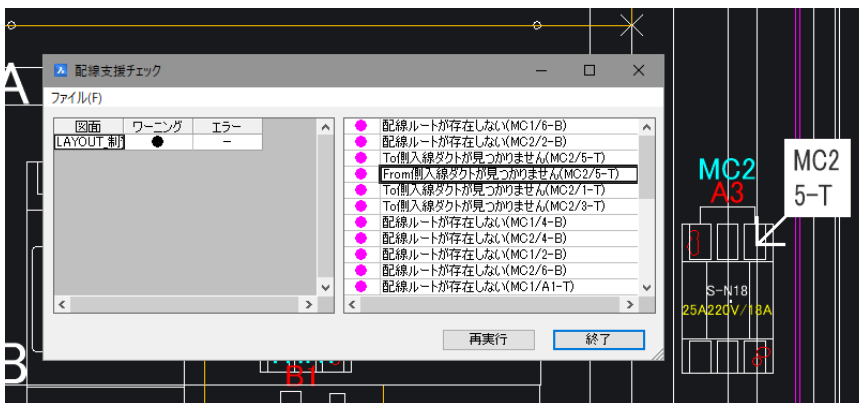 A
配線支援チェック
ファイル(F)
図面 ワーニング エラー
LAYOUT_制 ● −
配線ルートが存在しない(MC1/6-B)
配線ルートが存在しない(MC2/2-B)
To側入線ダクトが見つかりません(MC2/5-T)
From側入線ダクトが見つかりません(MC2/5-T)
To側入線ダクトが見つかりません(MC2/1-T)
To側入線ダクトが見つかりません(MC2/3-T)
配線ルートが存在しない(MC1/4-B)
配線ルートが存在しない(MC2/4-B)
配線ルートが存在しない(MC1/2-B)
配線ルートが存在しない(MC2/6-B)
配線ルートが存在しない(MC1/A1-T)
再実行 終了
MC2
A3
MC2
5-T
S-N18
25A220V/18A
B
B1